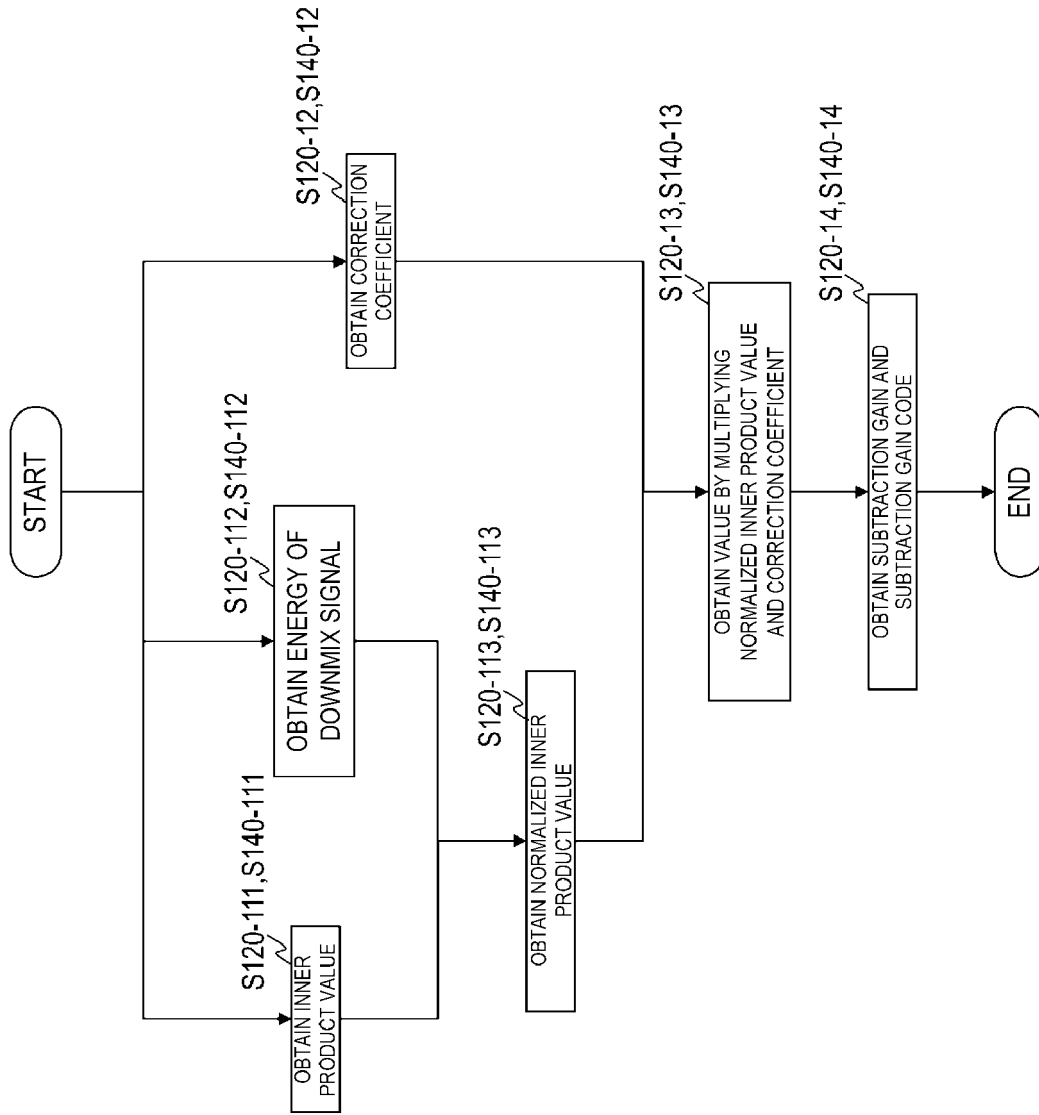 START
S120-111,S140-111
OBTAIN INNER
PRODUCT VALUE
S120-112,S140-112
OBTAIN ENERGY OF
DOWNMIX SIGNAL
S120-12,S140-12
OBTAIN CORRECTION
COEFFICIENT
S120-113,S140-113
OBTAIN NORMALIZED INNER
PRODUCT VALUE
S120-13,S140-13
OBTAIN VALUE BY MULTIPLYING
NORMALIZED INNER PRODUCT VALUE
AND CORRECTION COEFFICIENT
S120-14,S140-14
OBTAIN SUBTRACTION GAIN AND
SUBTRACTION GAIN CODE
END